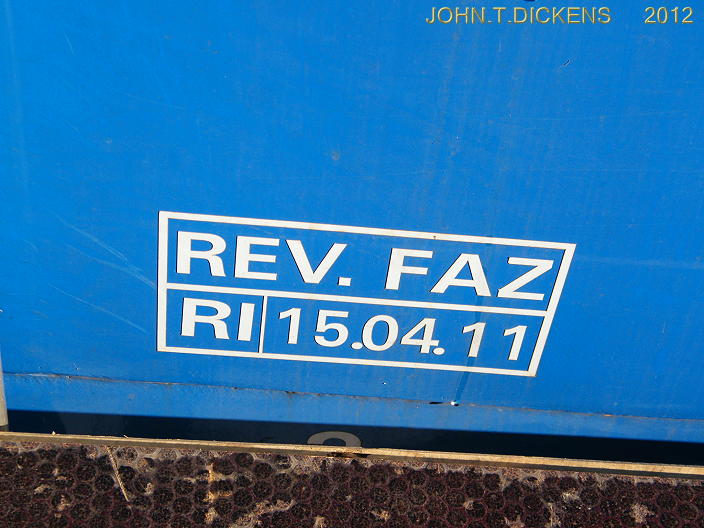 JOHN.T.DICKENS 2012
REV. FAZ
RI 15.04.11